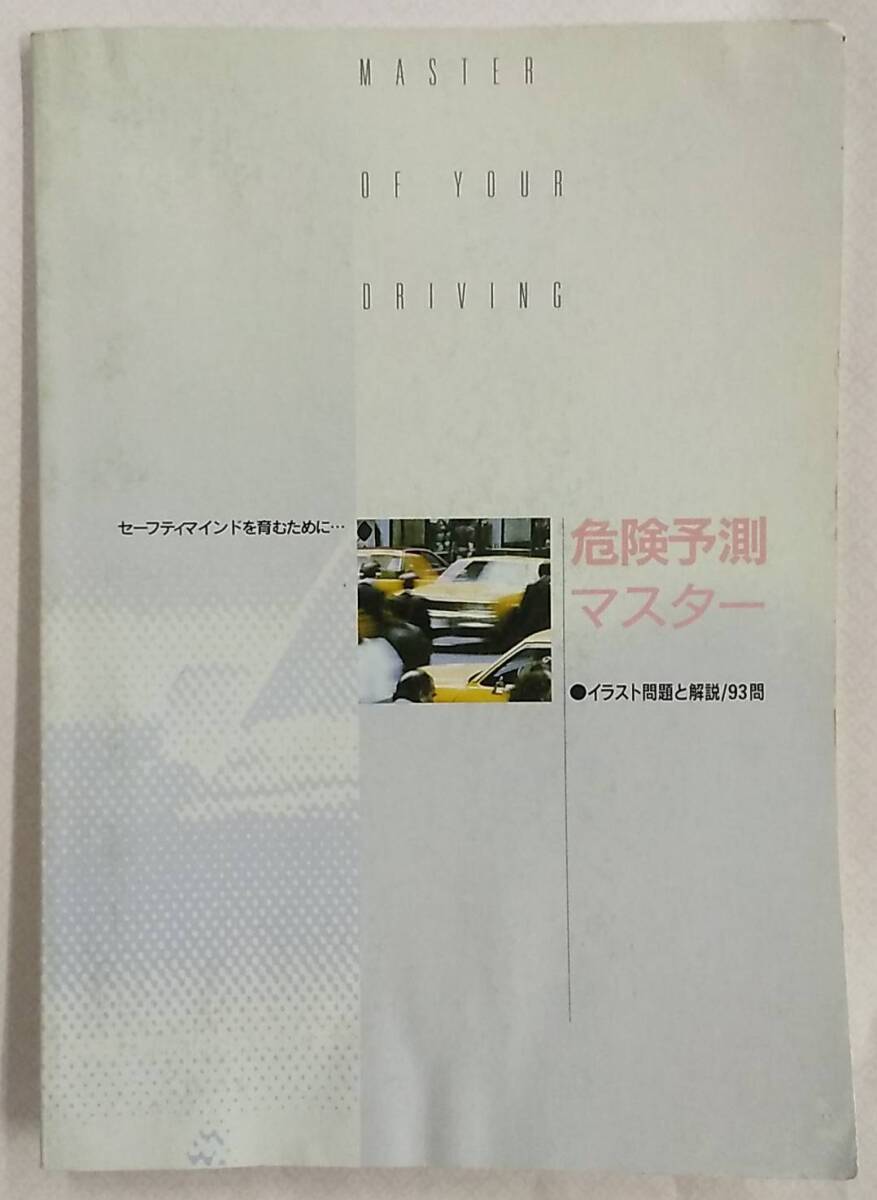 MASTER
OF YOUR
DRIVING
セーフティマインドを育むために…
危険予測
マスター
●イラスト問題と解説/93問